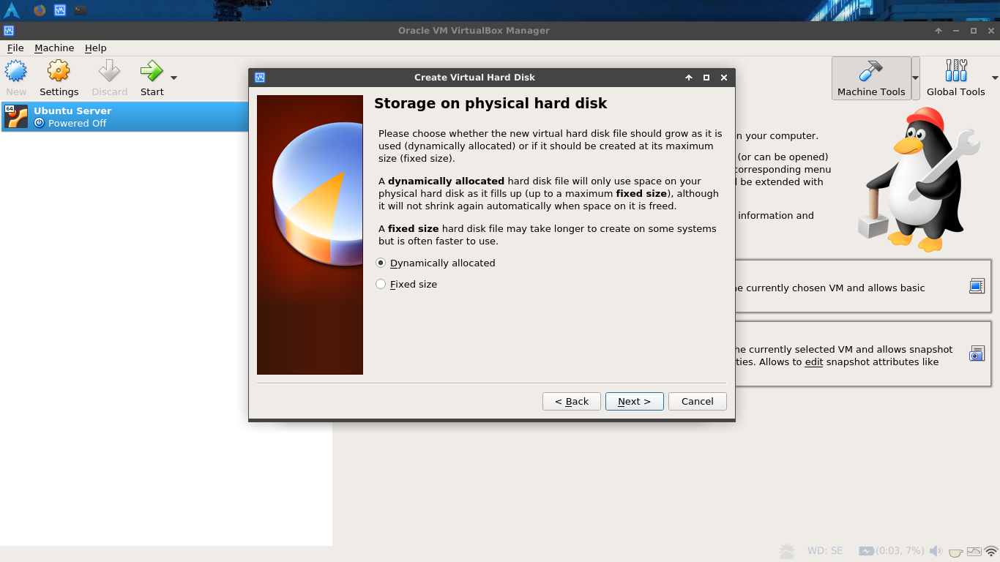 Oracle VM VirtualBox Manager
File Machine Help
New Settings Discard Start
Machine Tools Global Tools
64
Ubuntu Server
Powered Off
Create Virtual Hard Disk
Storage on physical hard disk
Please choose whether the new virtual hard disk file should grow as it is
used (dynamically allocated) or if it should be created at its maximum
size (fixed size).
A dynamically allocated hard disk file will only use space on your
physical hard disk as it fills up (up to a maximum fixed size), although
it will not shrink again automatically when space on it is freed.
A fixed size hard disk file may take longer to create on some systems
but is often faster to use.
Dynamically allocated
Fixed size
< Back Next > Cancel
your computer.
(or can be opened)
menu
be extended with
information and
currently chosen VM and allows basic
currently selected VM and allows snapshot
Allows to edit snapshot attributes like
WD: SE (0:03, 7%)